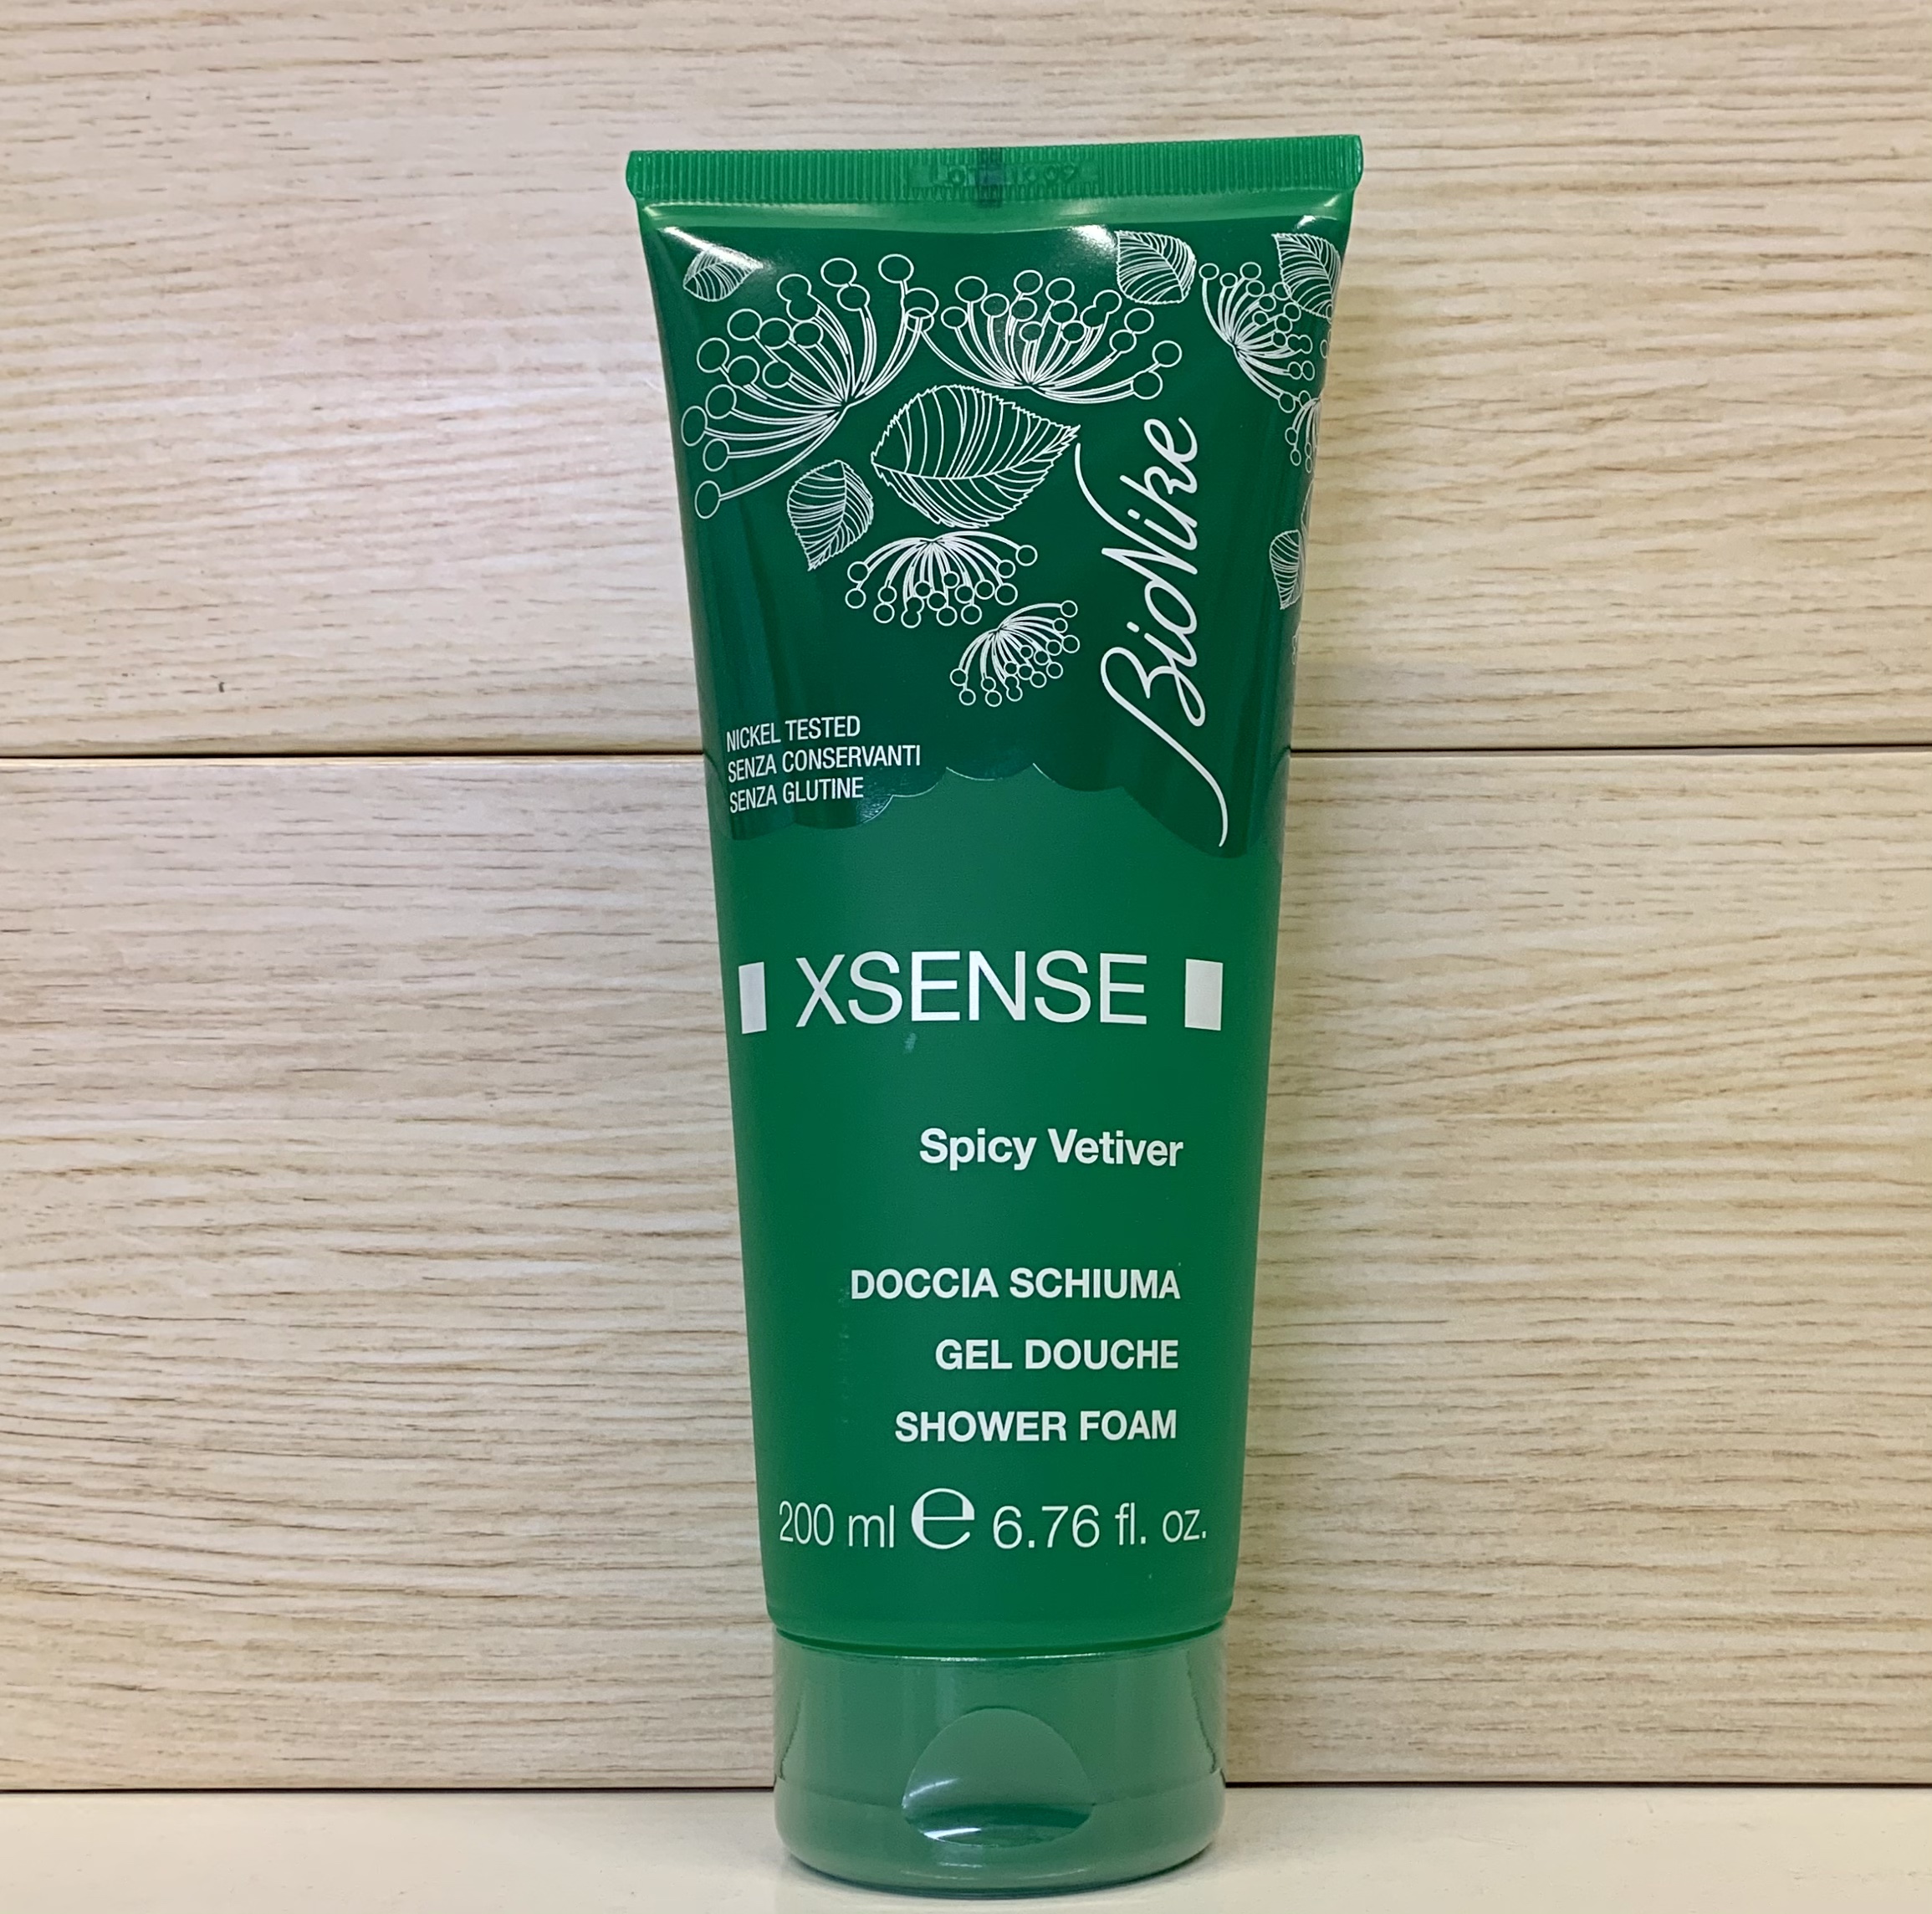 BioNike
NICKEL TESTED
SENZA CONSERVANTI
SENZA GLUTINE
XSENSE
Spicy Vetiver
DOCCIA SCHIUMA
GEL DOUCHE
SHOWER FOAM
200 ml ℮ 6.76 fl. oz.